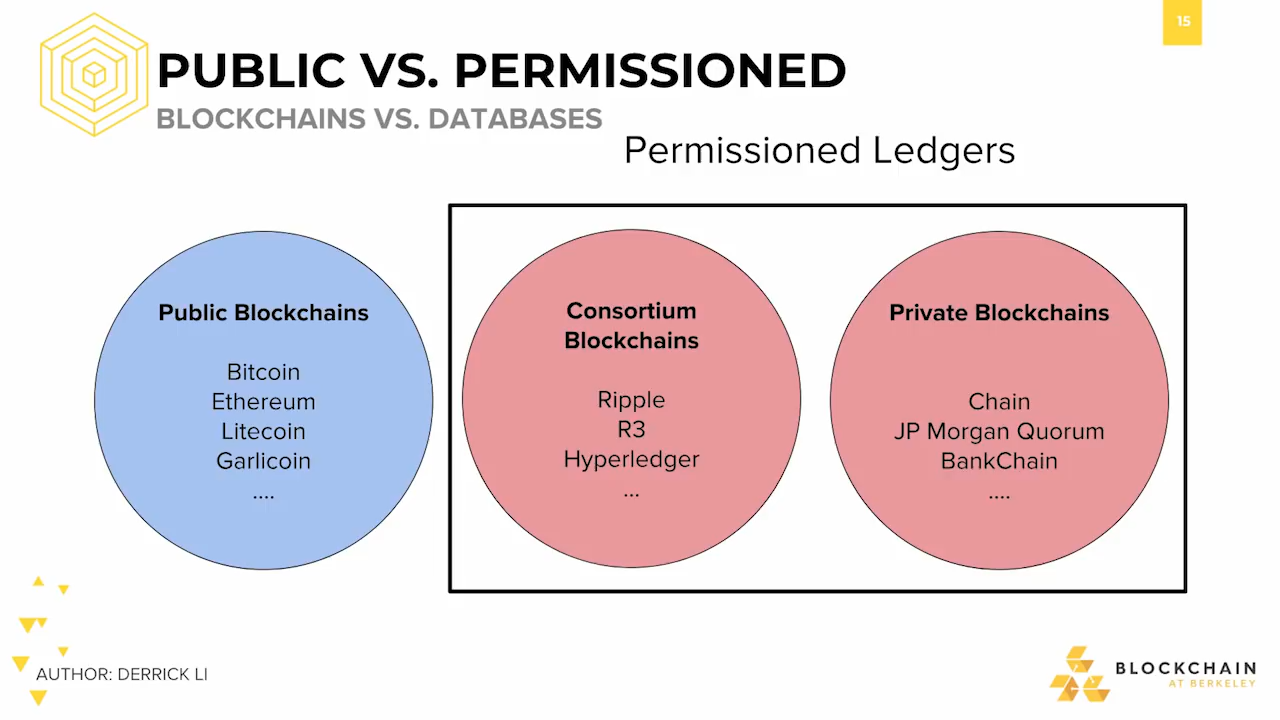 15
PUBLIC VS. PERMISSIONED
BLOCKCHAINS VS. DATABASES
Permissioned Ledgers
Public Blockchains
Bitcoin
Ethereum
Litecoin
Garlicoin
....
Consortium
Blockchains
Ripple
R3
Hyperledger
...
Private Blockchains
Chain
JP Morgan Quorum
BankChain
....
AUTHOR: DERRICK LI
BLOCKCHAIN
AT BERKELEY